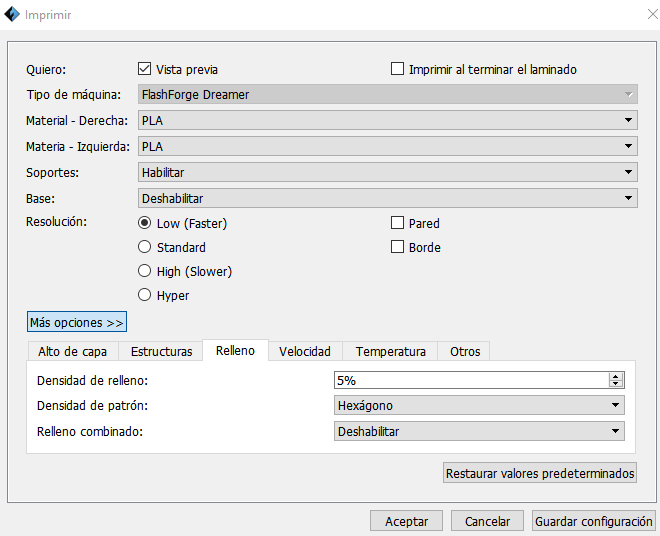 Imprimir
Quiero: Vista previa Imprimir al terminar el laminado
Tipo de máquina: FlashForge Dreamer
Material - Derecha: PLA
Materia - Izquierda: PLA
Soportes: Habilitar
Base: Deshabilitar
Resolución: Low (Faster) Pared
Standard Borde
High (Slower)
Hyper
Más opciones >>
Alto de capa Estructuras Relleno Velocidad Temperatura Otros
Densidad de relleno: 5%
Densidad de patrón: Hexágono
Relleno combinado: Deshabilitar
Restaurar valores predeterminados
Aceptar Cancelar Guardar configuración